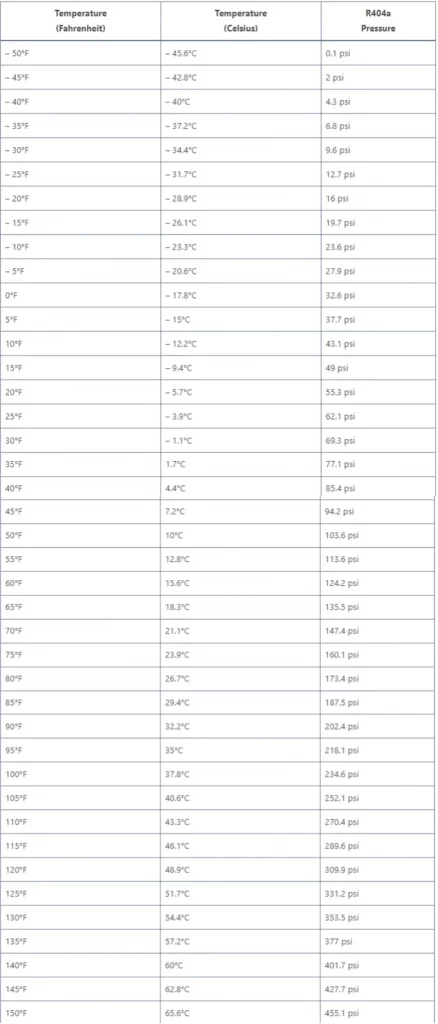 Temperature (Fahrenheit) Temperature (Celsius) R404a Pressure
– 50°F – 45.6°C 0.1 psi
– 45°F – 42.8°C 2 psi
– 40°F – 40°C 4.3 psi
– 35°F – 37.2°C 6.8 psi
– 30°F – 34.4°C 9.6 psi
– 25°F – 31.7°C 12.7 psi
– 20°F – 28.9°C 16 psi
– 15°F – 26.1°C 19.7 psi
– 10°F – 23.3°C 23.6 psi
– 5°F – 20.6°C 27.9 psi
0°F – 17.8°C 32.6 psi
5°F – 15°C 37.7 psi
10°F – 12.2°C 43.1 psi
15°F – 9.4°C 49 psi
20°F – 5.7°C 55.3 psi
25°F – 3.9°C 62.1 psi
30°F – 1.1°C 69.3 psi
35°F 1.7°C 77.1 psi
40°F 4.4°C 85.4 psi
45°F 7.2°C 94.2 psi
50°F 10°C 103.6 psi
55°F 12.8°C 113.6 psi
60°F 15.6°C 124.2 psi
65°F 18.3°C 135.5 psi
70°F 21.1°C 147.4 psi
75°F 23.9°C 160.1 psi
80°F 26.7°C 173.4 psi
85°F 29.4°C 187.5 psi
90°F 32.2°C 202.4 psi
95°F 35°C 218.1 psi
100°F 37.8°C 234.6 psi
105°F 40.6°C 252.1 psi
110°F 43.3°C 270.4 psi
115°F 46.1°C 289.6 psi
120°F 48.9°C 309.9 psi
125°F 51.7°C 331.2 psi
130°F 54.4°C 353.5 psi
135°F 57.2°C 377 psi
140°F 60°C 401.7 psi
145°F 62.8°C 427.7 psi
150°F 65.6°C 455.1 psi